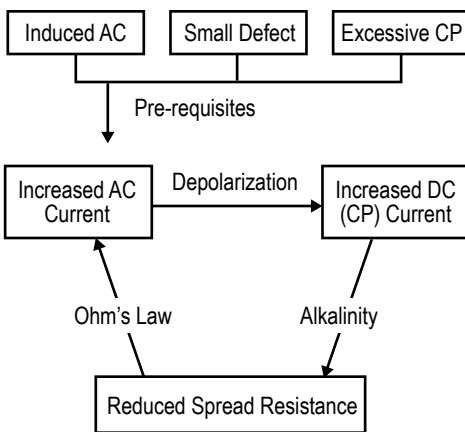 Induced AC
Small Defect
Excessive CP
Pre-requisites
Increased AC
Current
Depolarization
Increased DC
(CP) Current
Ohm's Law
Alkalinity
Reduced Spread Resistance